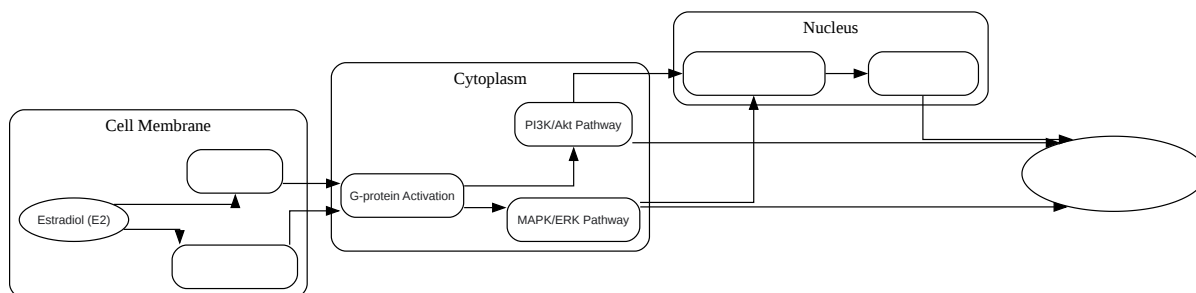 Nucleus
Cytoplasm
PI3K/Akt Pathway
Cell Membrane
G-protein Activation
Estradiol (E2)
MAPK/ERK Pathway